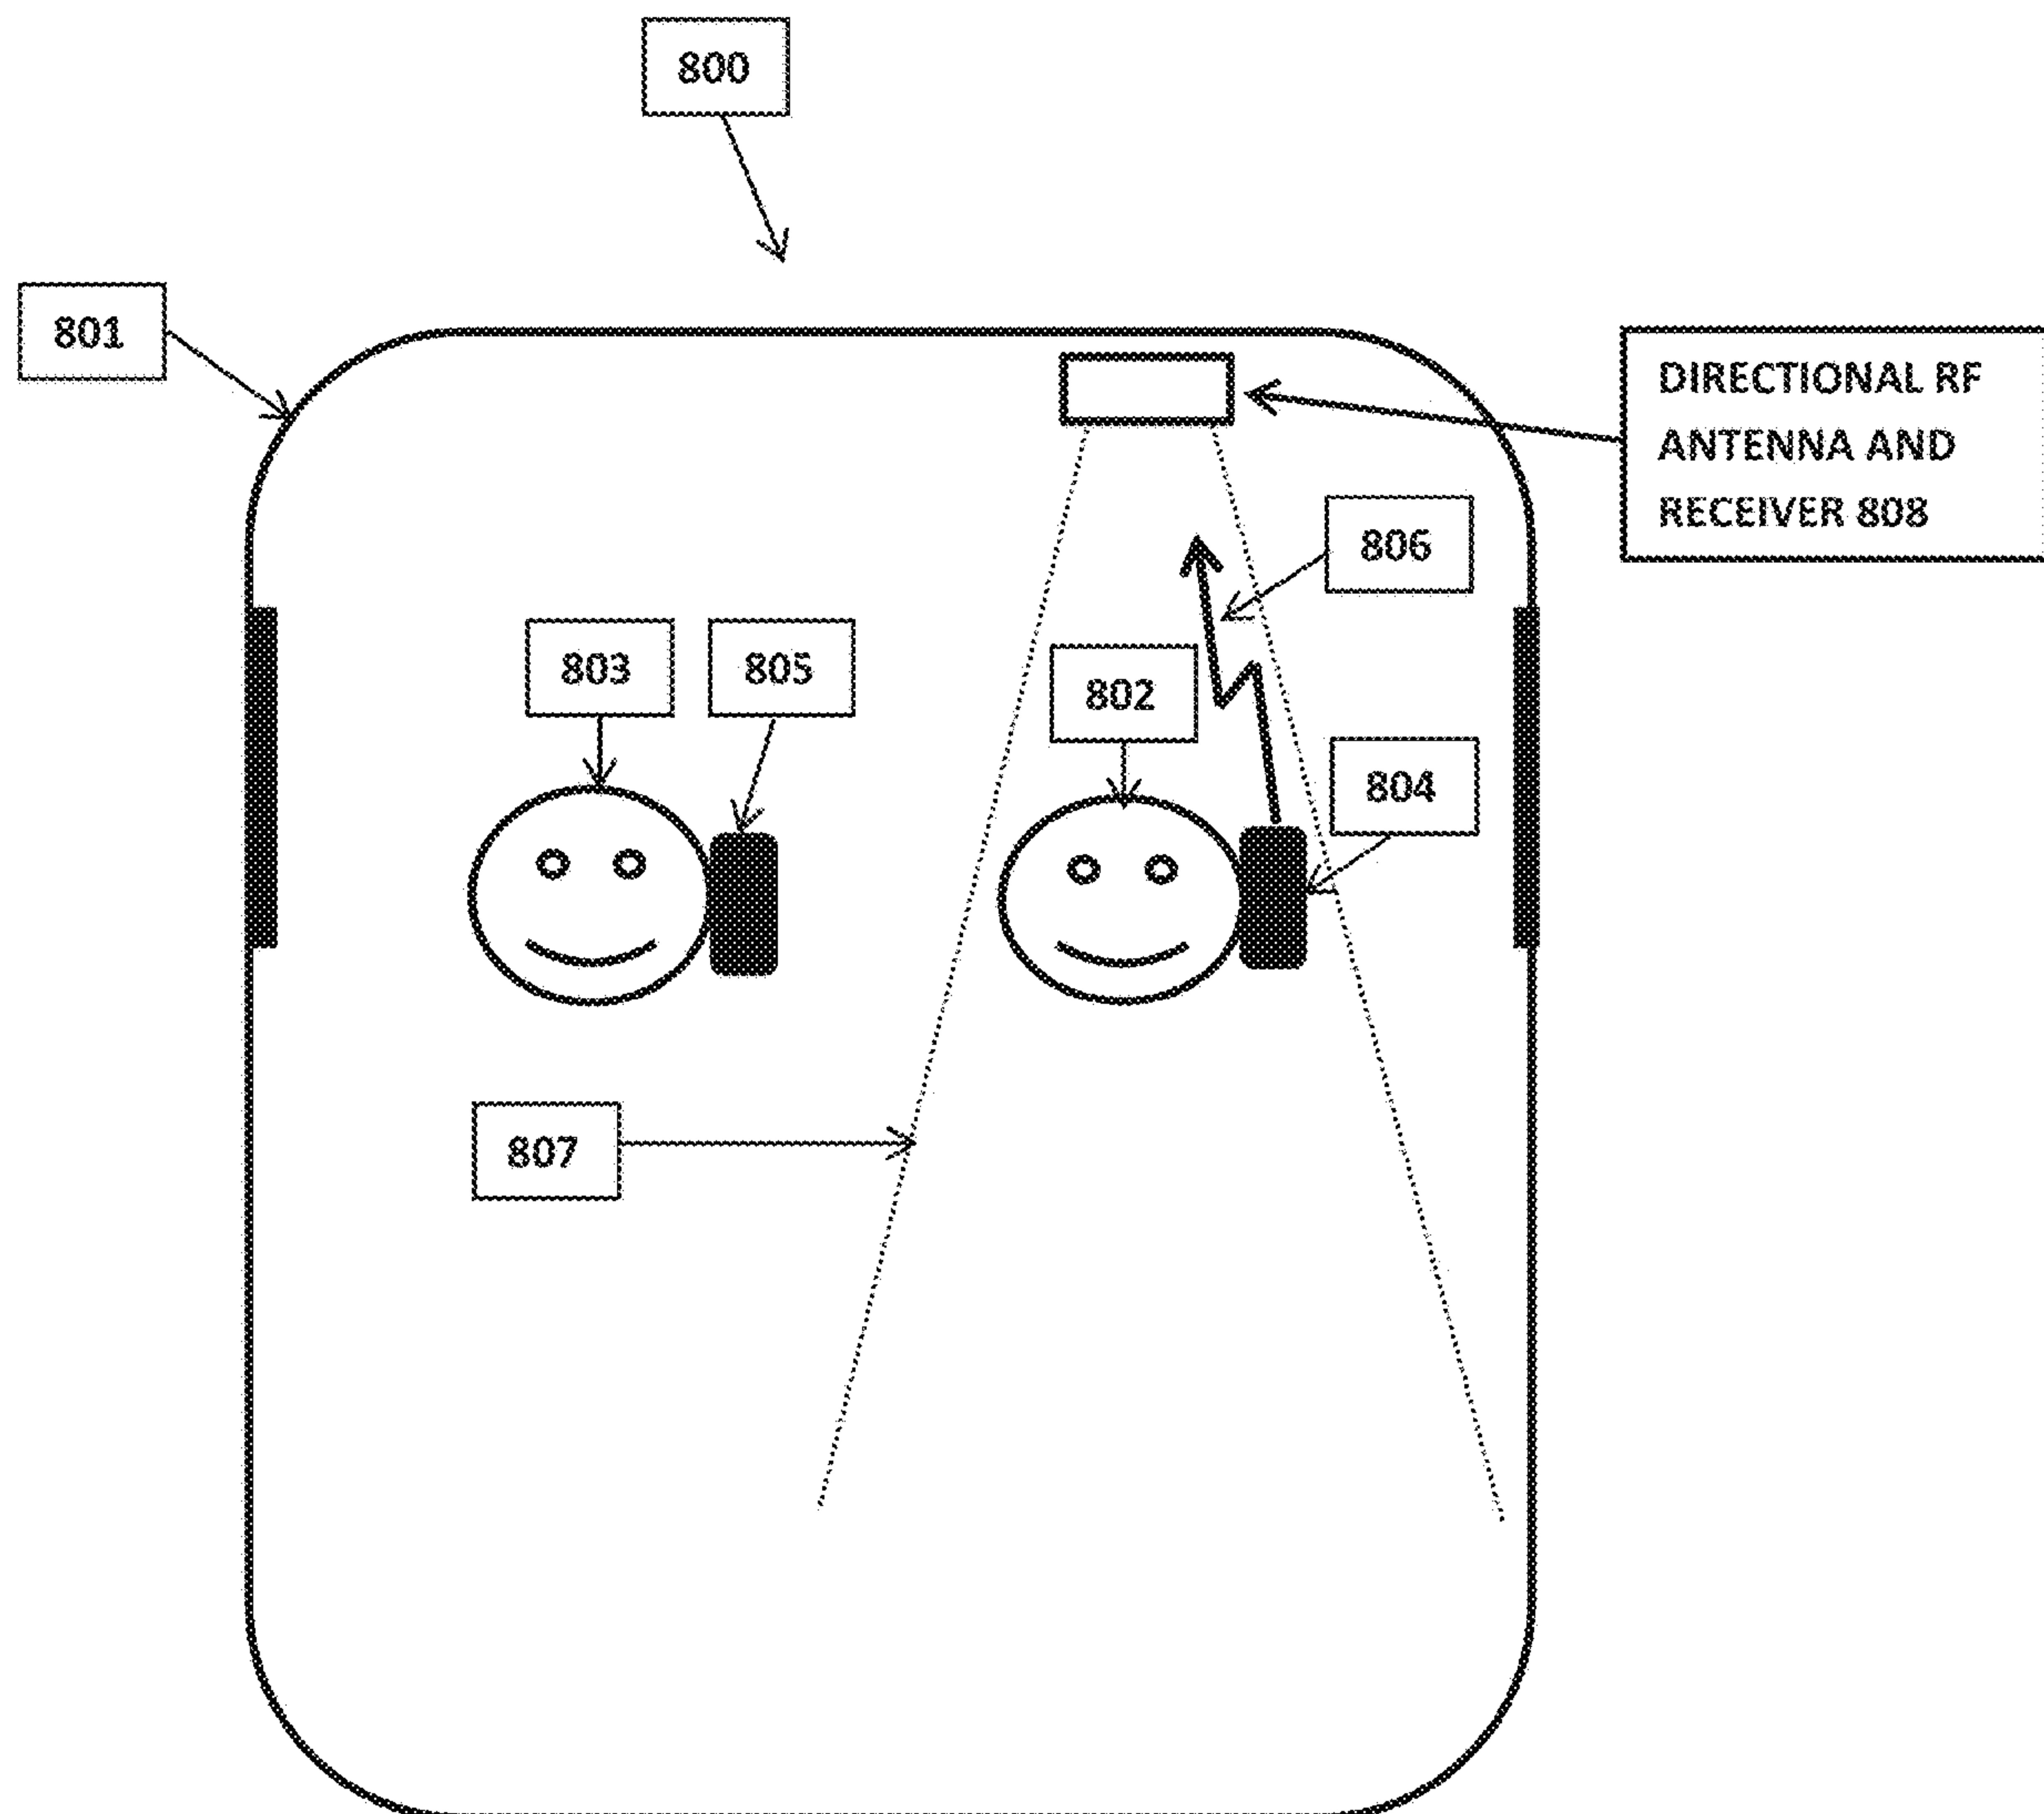 800
801
DIRECTIONAL RF
ANTENNA AND
RECEIVER 808
806
803
805
802
804
807